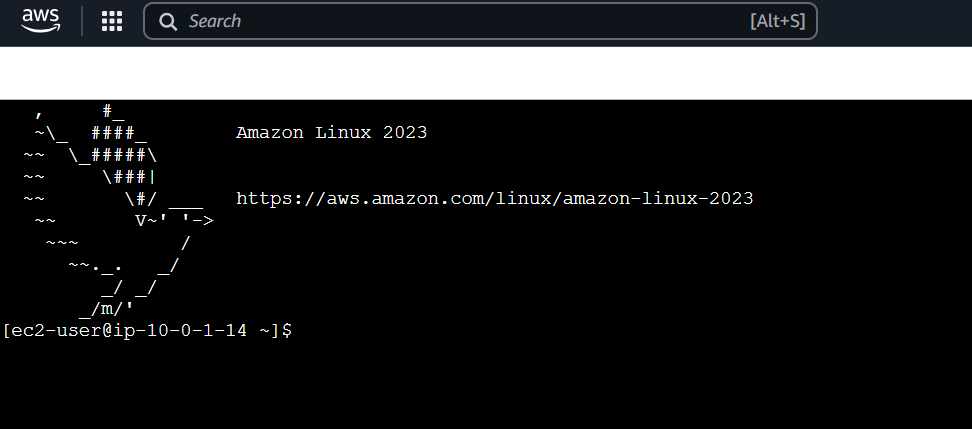 aws
Search [Alt+S]
   ,     #_
   ~\_  ####_        Amazon Linux 2023
  ~~  \_#####\
  ~~     \###|
  ~~       \#/ ___   https://aws.amazon.com/linux/amazon-linux-2023
   ~~       V~' '->
    ~~~         /
      ~~._.   _/
         _/ _/
       _/m/'
[ec2-user@ip-10-0-1-14 ~]$